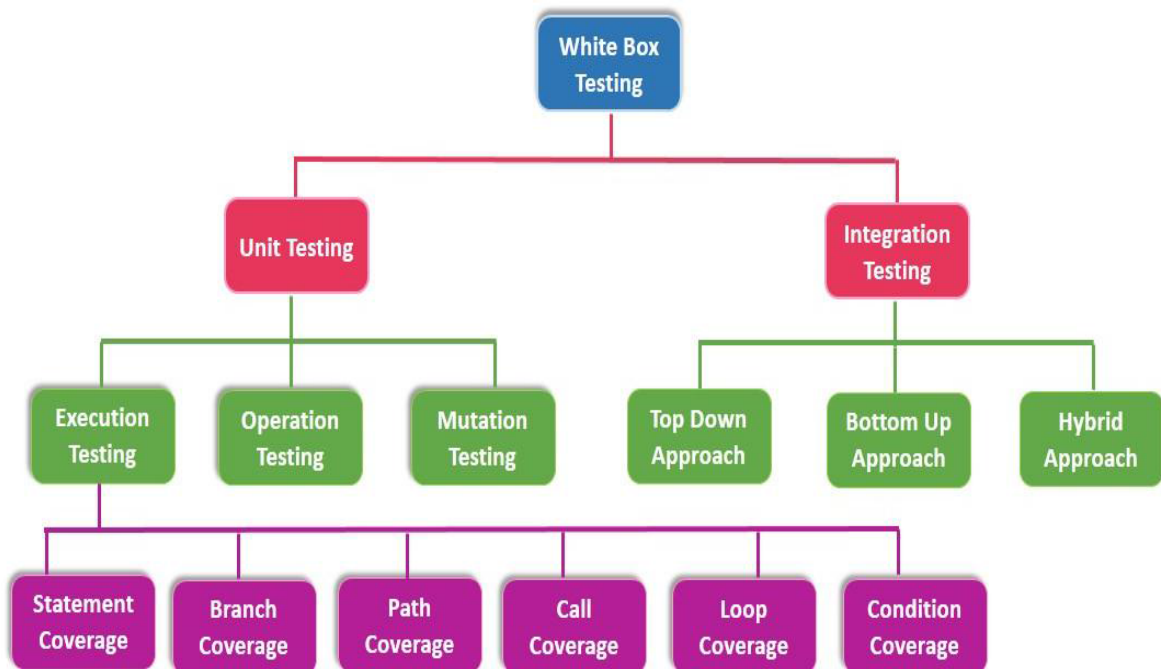 White Box
Testing
Unit Testing
Integration
Testing
Execution
Testing
Operation
Testing
Mutation
Testing
Top Down
Approach
Bottom Up
Approach
Hybrid
Approach
Statement
Coverage
Branch
Coverage
Path
Coverage
Call
Coverage
Loop
Coverage
Condition
Coverage